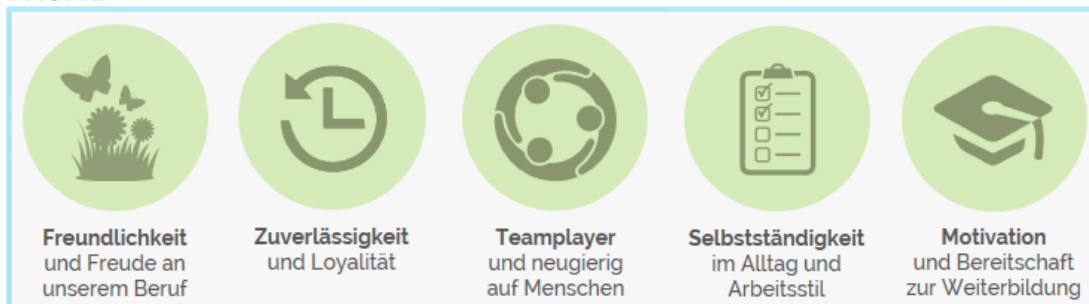 Freundlichkeit
und Freude an
unserem Beruf
Zuverlässigkeit
und Loyalität
Teamplayer
und neugierig
auf Menschen
Selbstständigkeit
im Alltag und
Arbeitsstil
Motivation
und Bereitschaft
zur Weiterbildung